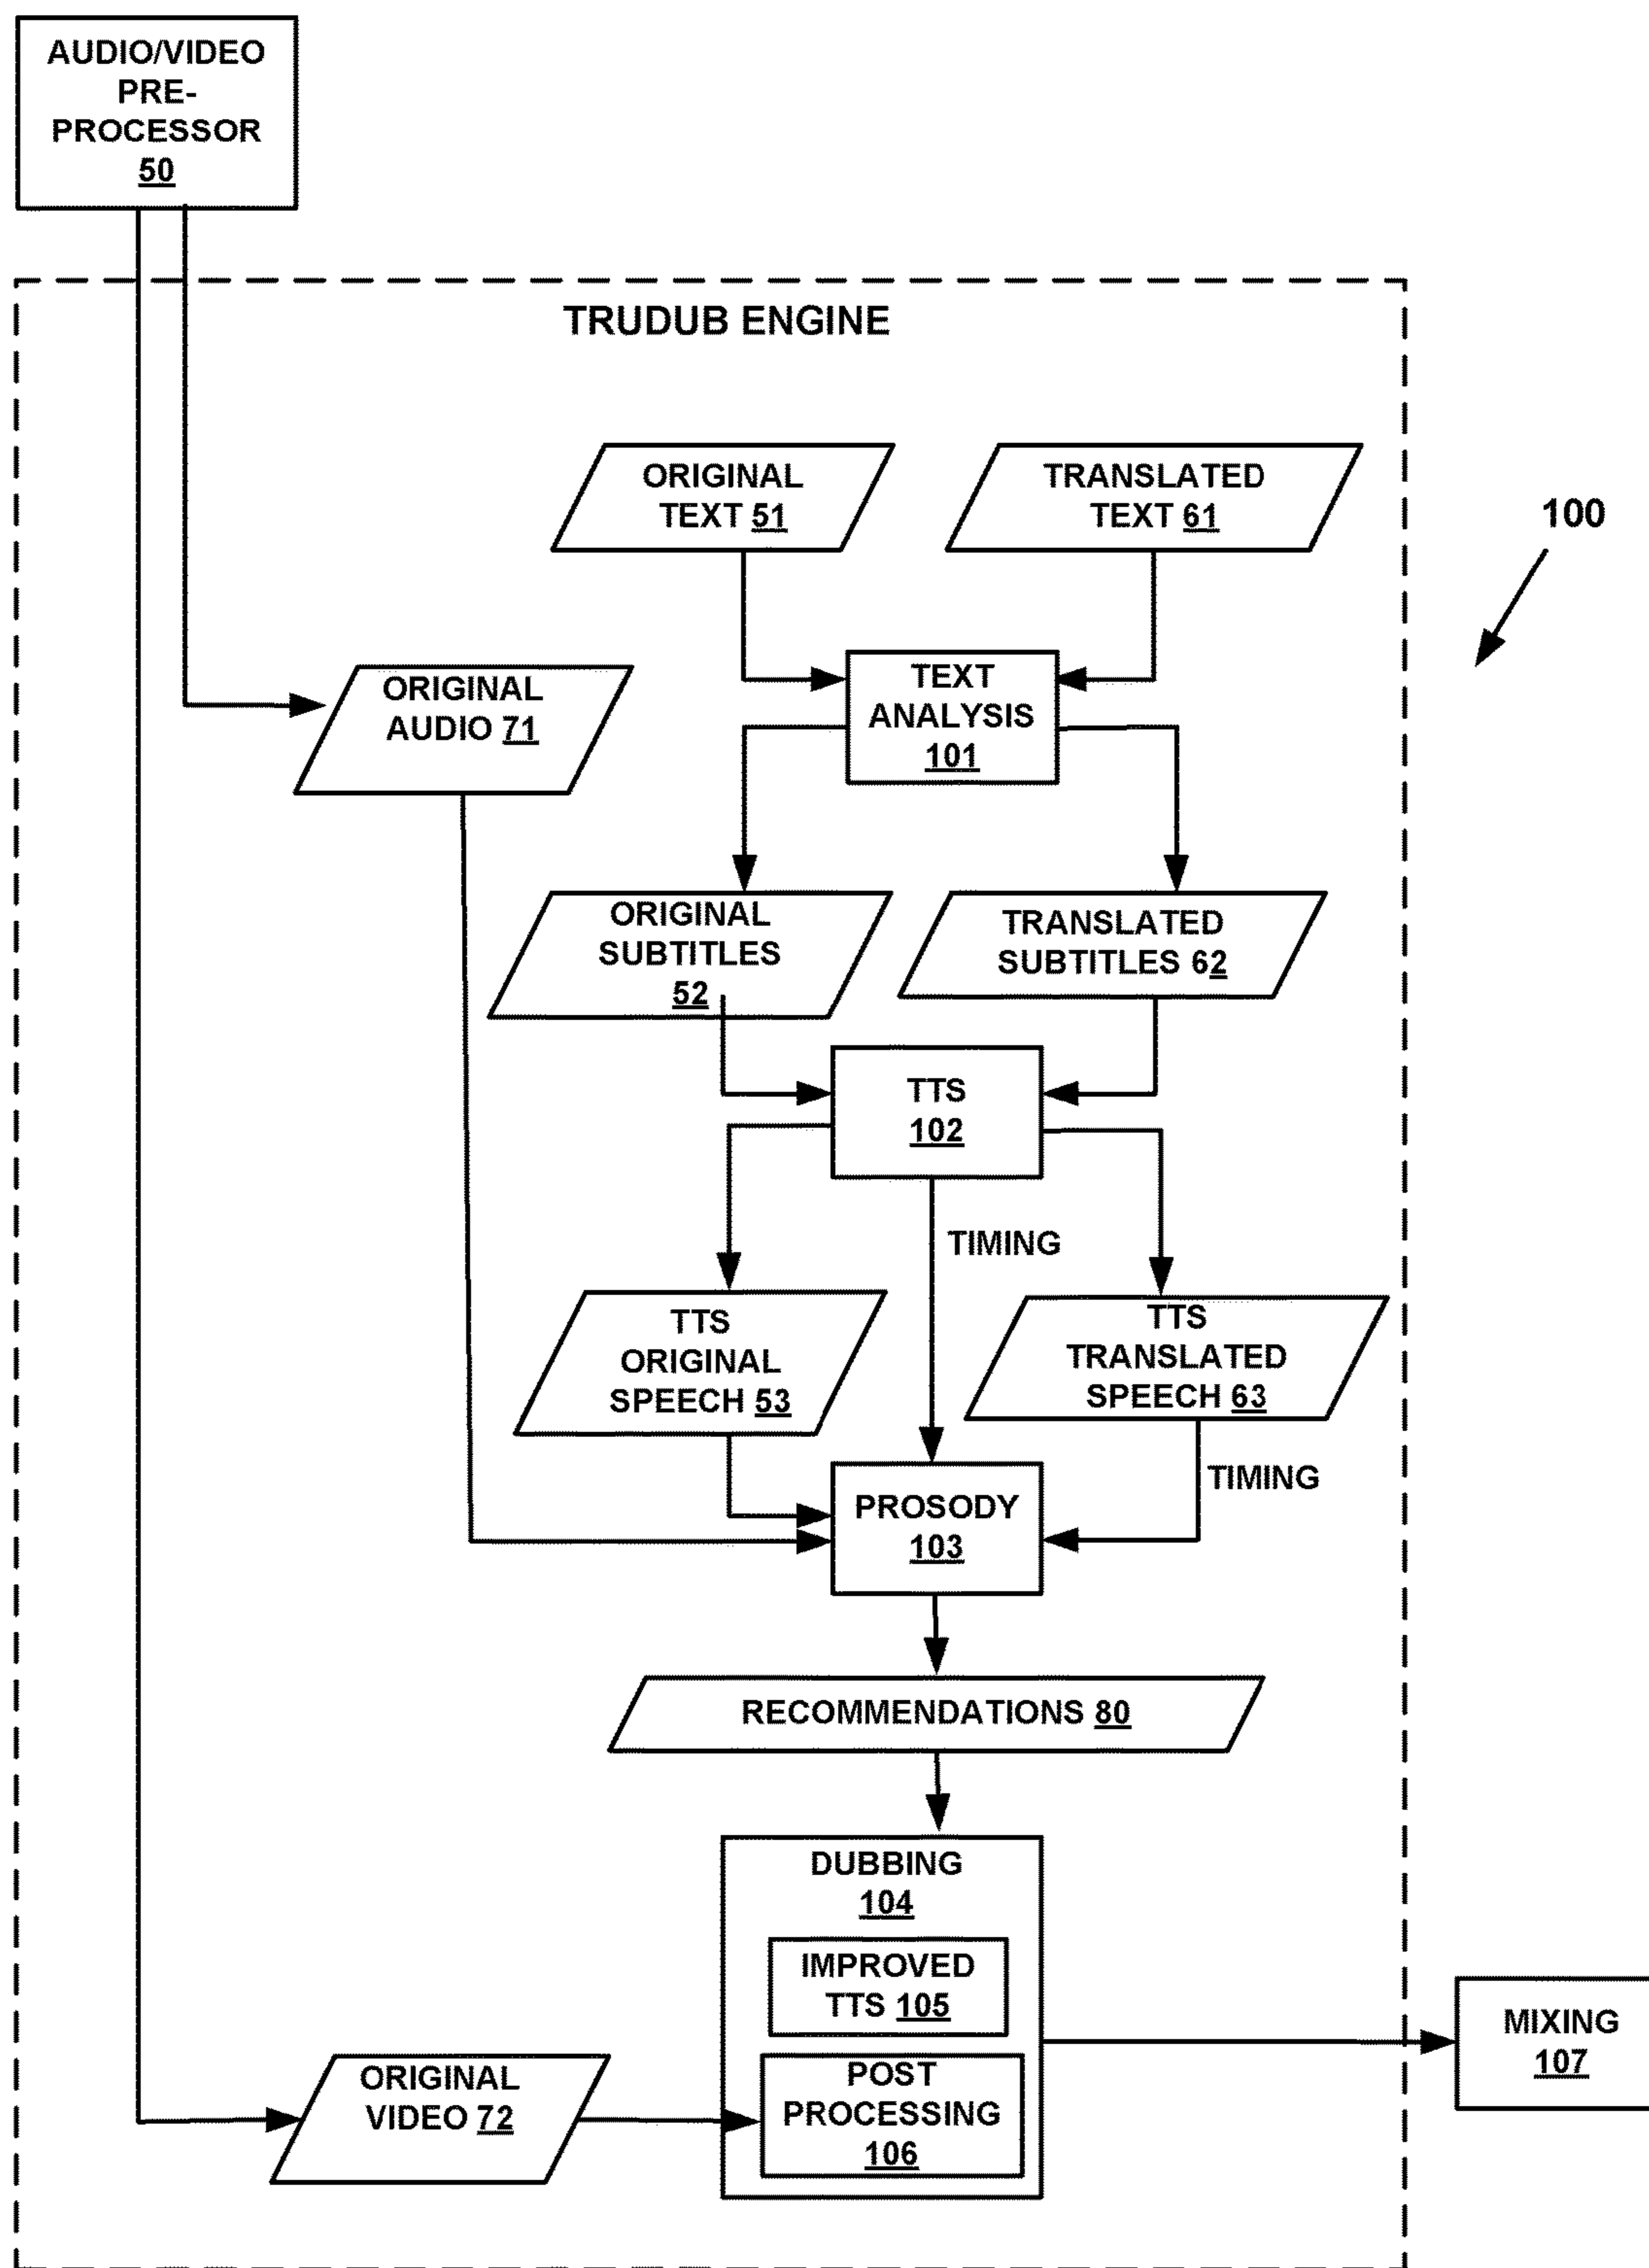 AUDIO/VIDEO
PRE-
PROCESSOR
50
TRUDUB ENGINE
ORIGINAL
TEXT 51
TRANSLATED
TEXT 61
100
TEXT
ANALYSIS
101
ORIGINAL
AUDIO 71
ORIGINAL
SUBTITLES
52
TRANSLATED
SUBTITLES 62
TTS
102
TIMING
TTS
ORIGINAL
SPEECH 53
TTS
TRANSLATED
SPEECH 63
TIMING
PROSODY
103
RECOMMENDATIONS 80
DUBBING
104
IMPROVED
TTS 105
MIXING
107
ORIGINAL
VIDEO 72
POST
PROCESSING
106